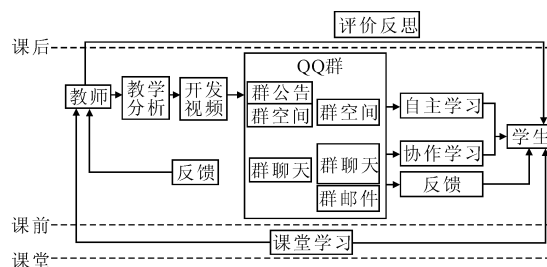 评价反思
课后
QQ群
教师
教学
分析
开发
视频
群公告
群空间
群空间
自主学习
学生
群聊天
群聊天
协作学习
反馈
群邮件
反馈
课前
课堂学习
课堂